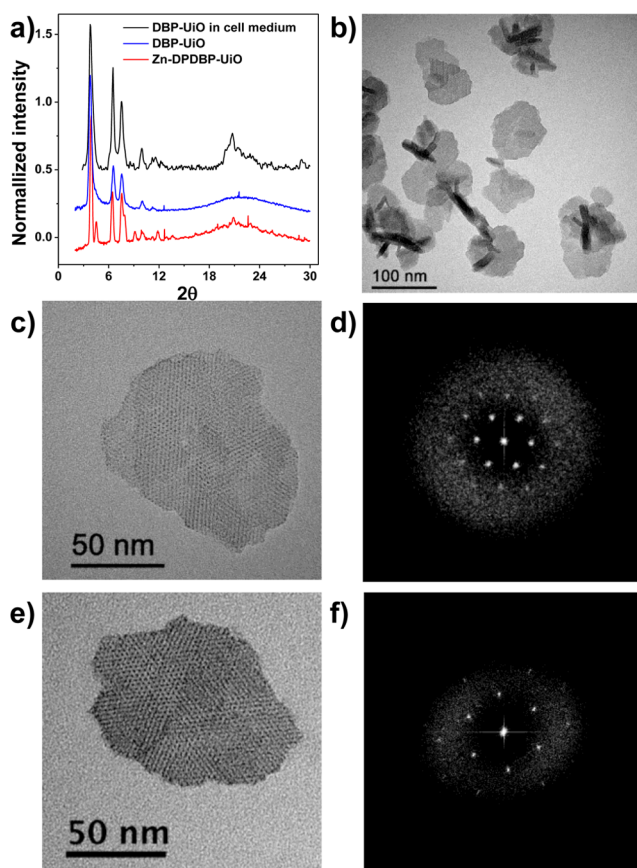 a)
DBP-UiO in cell medium
DBP-UiO
Zn-DPDBP-UiO
Normallized intensity
1.5
1.0
0.5
0.0
0 6 12 18 24 30
2θ
b)
100 nm
c)
50 nm
d)
e)
50 nm
f)